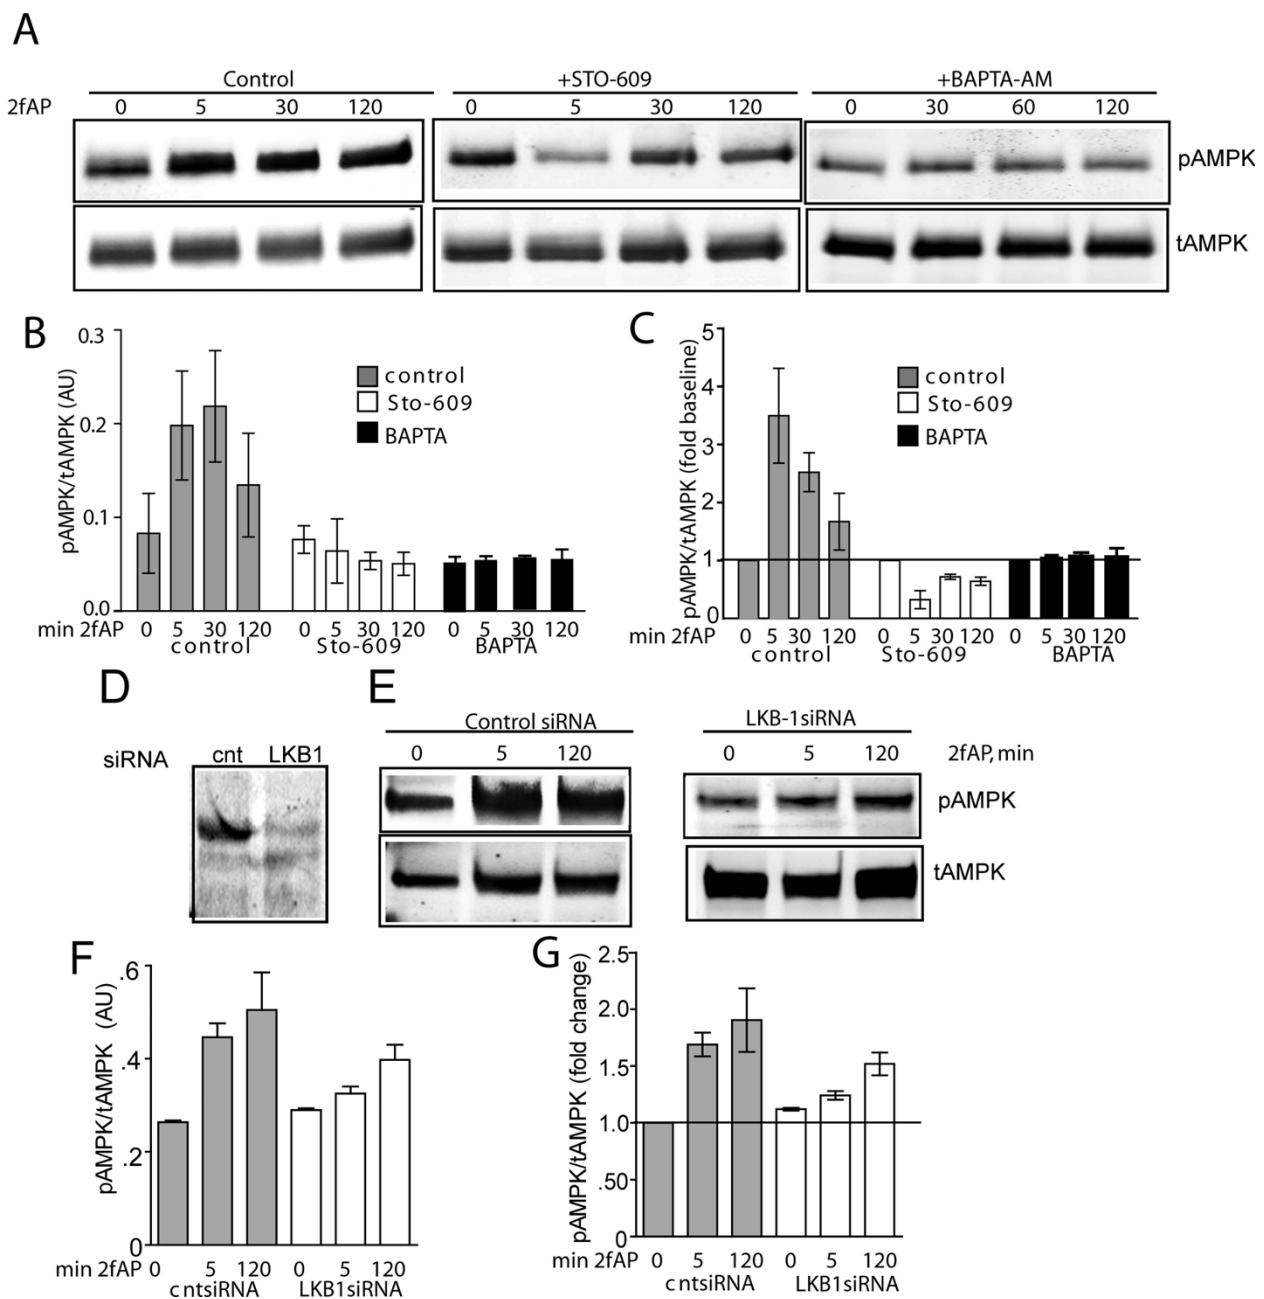 A
Control +STO-609 +BAPTA-AM
2fAP 0 5 30 120 0 5 30 120 0 30 60 120
pAMPK
tAMPK
B
pAMPK/tAMPK (AU)
0.3
0.2
0.1
0.0
control
Sto-609
BAPTA
min 2fAP 0 5 30 120 0 5 30 120 0 5 30 120
control Sto-609 BAPTA
C
pAMPK/tAMPK (fold baseline)
5
4
3
2
1
0
control
Sto-609
BAPTA
min 2fAP 0 5 30 120 0 5 30 120 0 5 30 120
control Sto-609 BAPTA
D
siRNA cnt LKB1
E
Control siRNA LKB-1siRNA
0 5 120 0 5 120 2fAP, min
pAMPK
tAMPK
F
pAMPK/tAMPK (AU)
.6
.4
.2
0
min 2fAP 0 5 120 0 5 120
cntsiRNA LKB1siRNA
G
pAMPK/tAMPK (fold change)
2.5
2.0
1.5
1.0
.50
0
min 2fAP 0 5 120 0 5 120
cntsiRNA LKB1siRNA